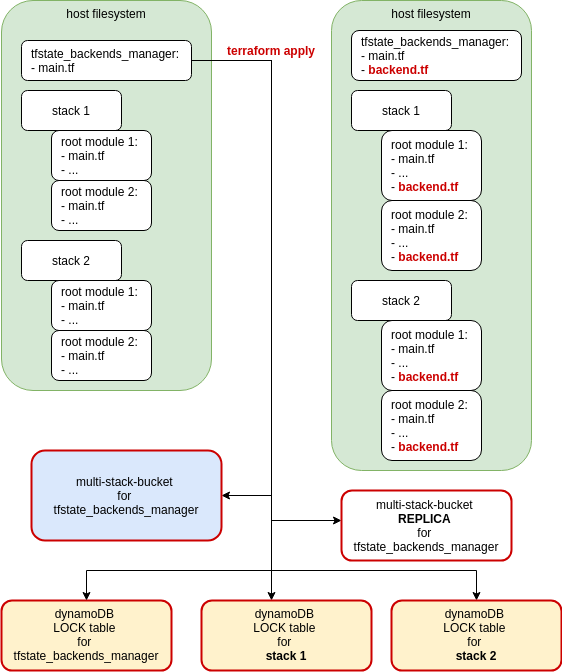 host filesystem
tfstate_backends_manager:
- main.tf
stack 1
root module 1:
- main.tf
- ...
root module 2:
- main.tf
- ...
stack 2
root module 1:
- main.tf
- ...
root module 2:
- main.tf
- ...
terraform apply
host filesystem
tfstate_backends_manager:
- main.tf
- backend.tf
stack 1
root module 1:
- main.tf
- ...
- backend.tf
root module 2:
- main.tf
- ...
- backend.tf
stack 2
root module 1:
- main.tf
- ...
- backend.tf
root module 2:
- main.tf
- ...
- backend.tf
multi-stack-bucket
for
tfstate_backends_manager
multi-stack-bucket
REPLICA
for
tfstate_backends_manager
dynamoDB
LOCK table
for
tfstate_backends_manager
dynamoDB
LOCK table
for
stack 1
dynamoDB
LOCK table
for
stack 2